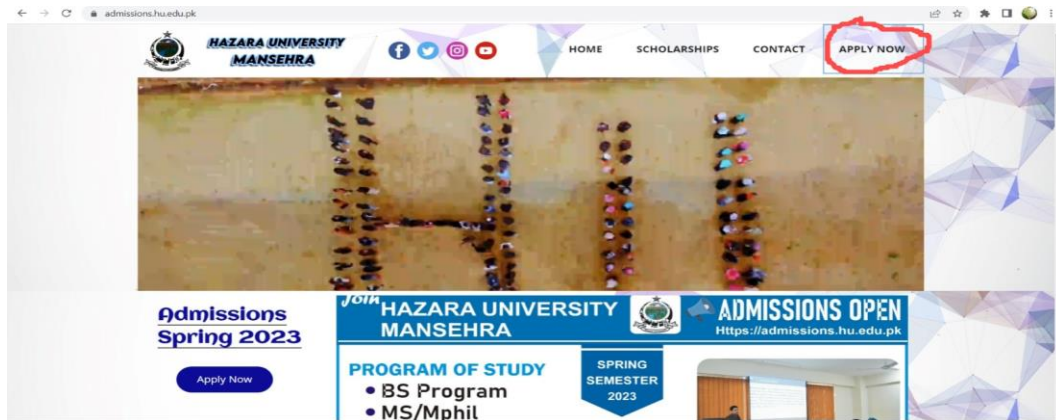 admissions.hu.edu.pk
HAZARA UNIVERSITY
MANSEHRA
HOME SCHOLARSHIPS CONTACT APPLY NOW
Admissions
Spring 2023
Apply Now
Join HAZARA UNIVERSITY
MANSEHRA
ADMISSIONS OPEN
Https://admissions.hu.edu.pk
PROGRAM OF STUDY
• BS Program
• MS/Mphil
SPRING
SEMESTER
2023